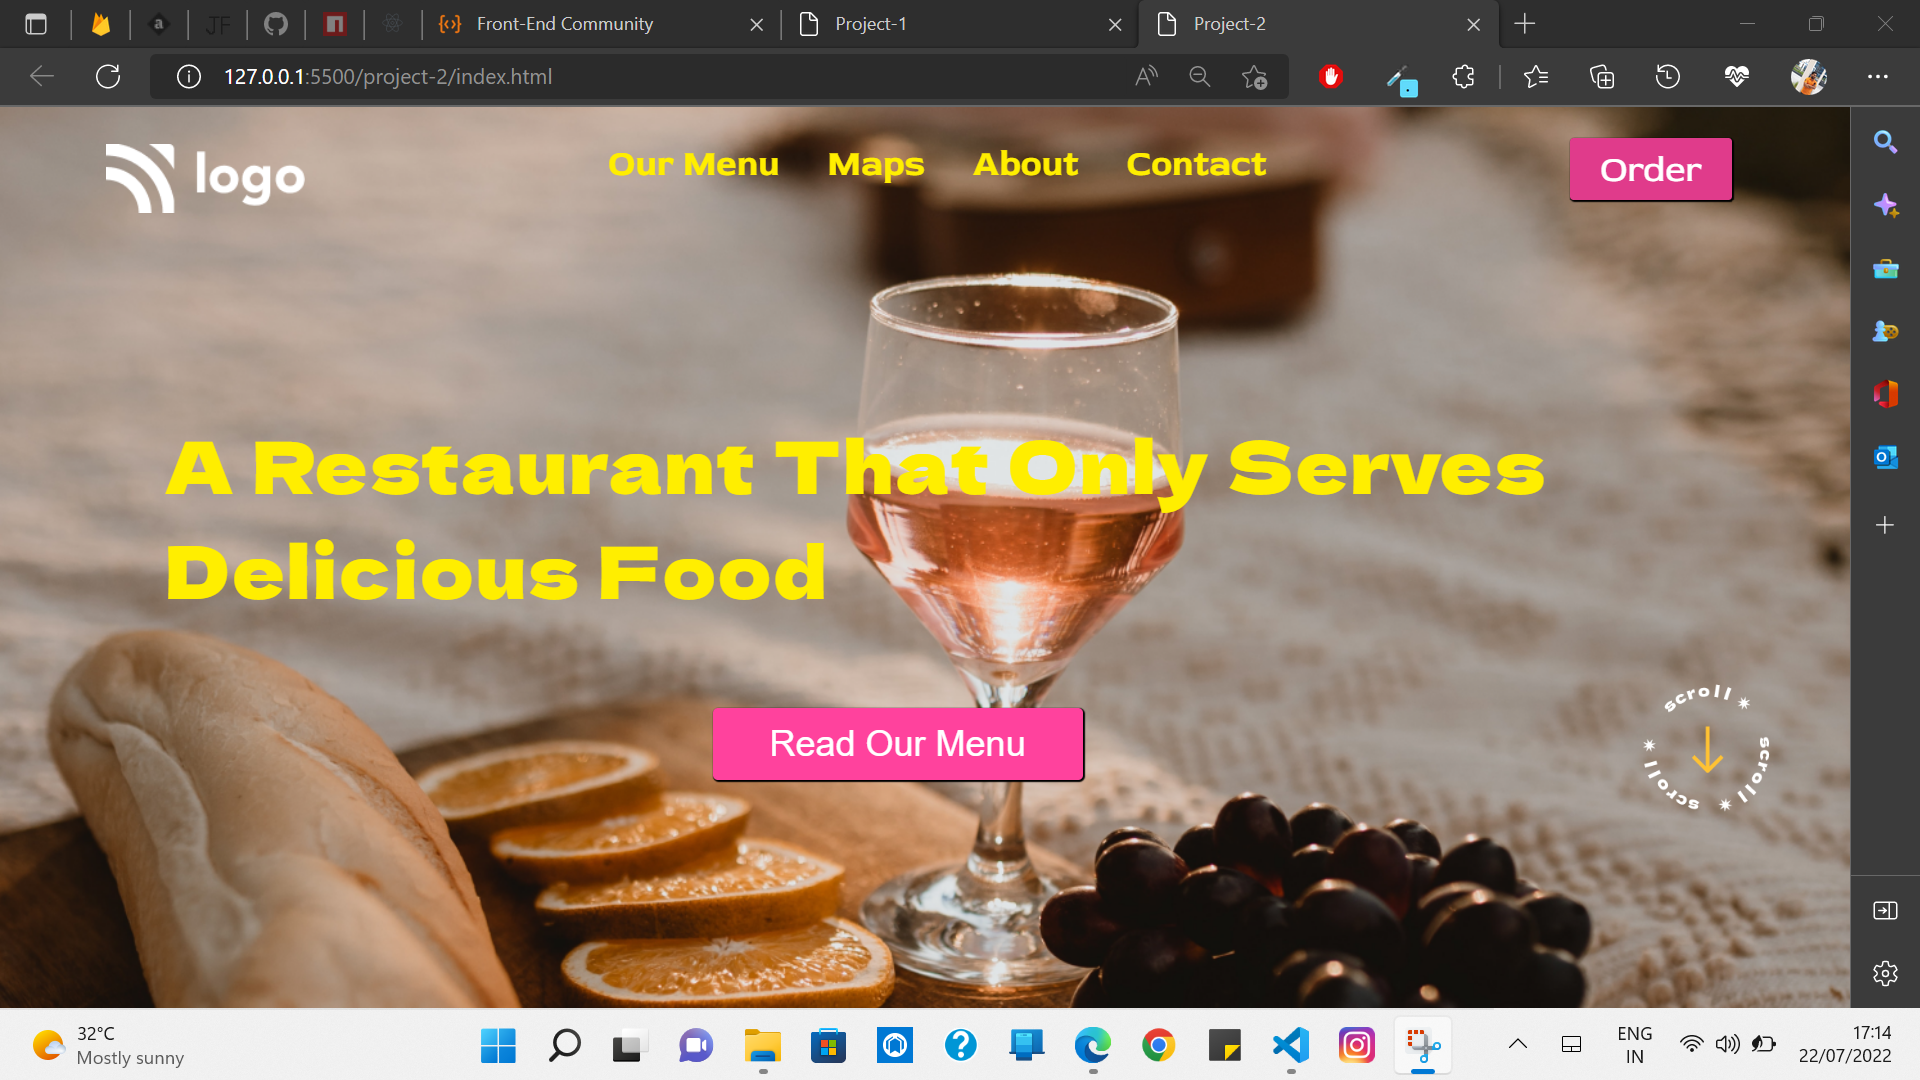 JF
Front-End Community
Project-1
Project-2
127.0.0.1:5500/project-2/index.html
logo
Our Menu
Maps
About
Contact
Order
A Restaurant That Only Serves
Delicious Food
Read Our Menu
scroll
scroll
scroll
32°C
Mostly sunny
ENG
IN
17:14
22/07/2022